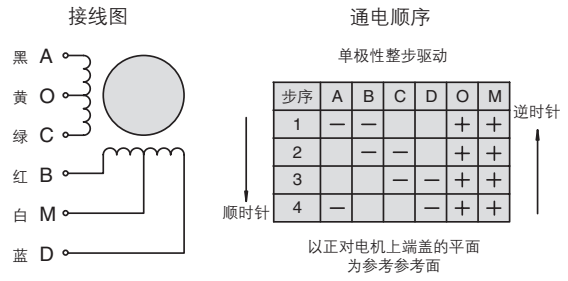 接线图
通电顺序
黑 A
黄 O
绿 C
红 B
白 M
蓝 D
单极性整步驱动
步序 A B C D O M
1 − − + +
2 − − + +
3 − − + +
4 − − + +
顺时针
逆时针
以正对电机上端盖的平面
为参考参考面